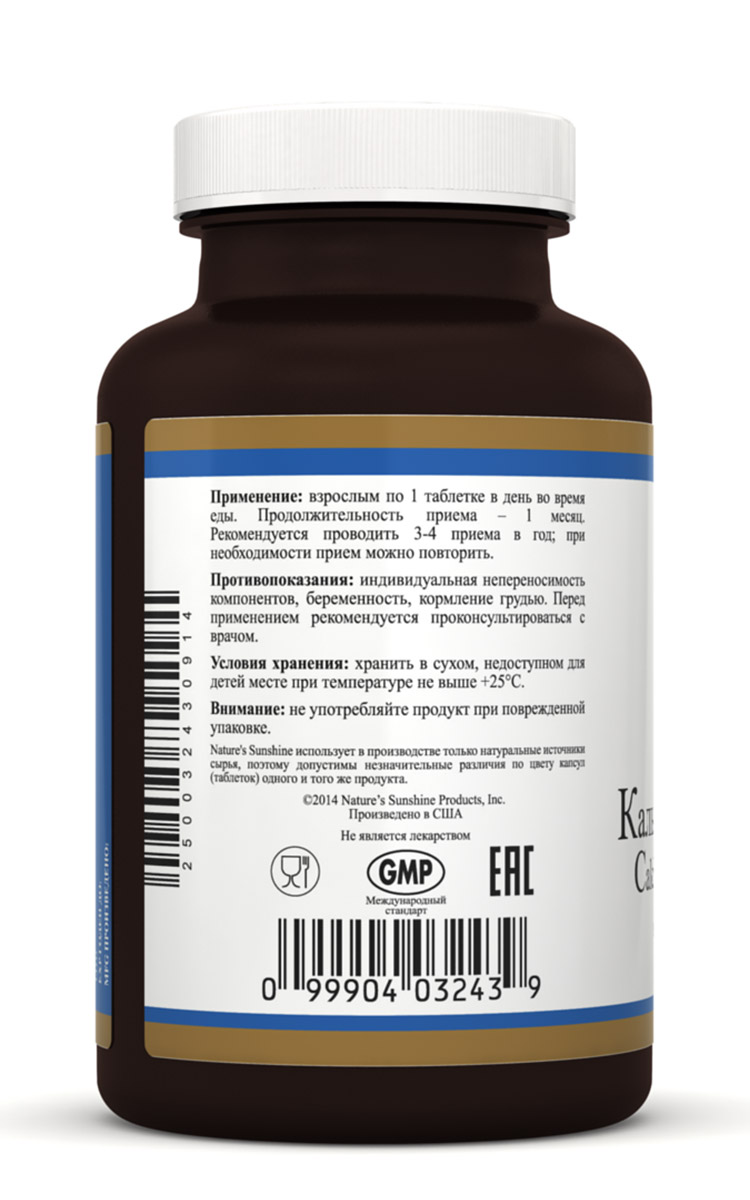 Применение: взрослым по 1 таблетке в день во время
еды. Продолжительность приема – 1 месяц.
Рекомендуется проводить 3-4 приема в год; при
необходимости прием можно повторить.
Противопоказания: индивидуальная непереносимость
компонентов, беременность, кормление грудью. Перед
применением рекомендуется проконсультироваться с
врачом.
Условия хранения: хранить в сухом, недоступном для
детей месте при температуре не выше +25°С.
Внимание: не употребляйте продукт при поврежденной
упаковке.
Nature's Sunshine использует в производстве только натуральные источники
сырья, поэтому допустимы незначительные различия по цвету капсул
(таблеток) одного и того же продукта.
©2014 Nature's Sunshine Products, Inc.
Произведено в США
Не является лекарством
GMP
Международный
стандарт
EAC
0 99904 03243 9
250032430914
MFG ПРОИЗВЕДЕНО: